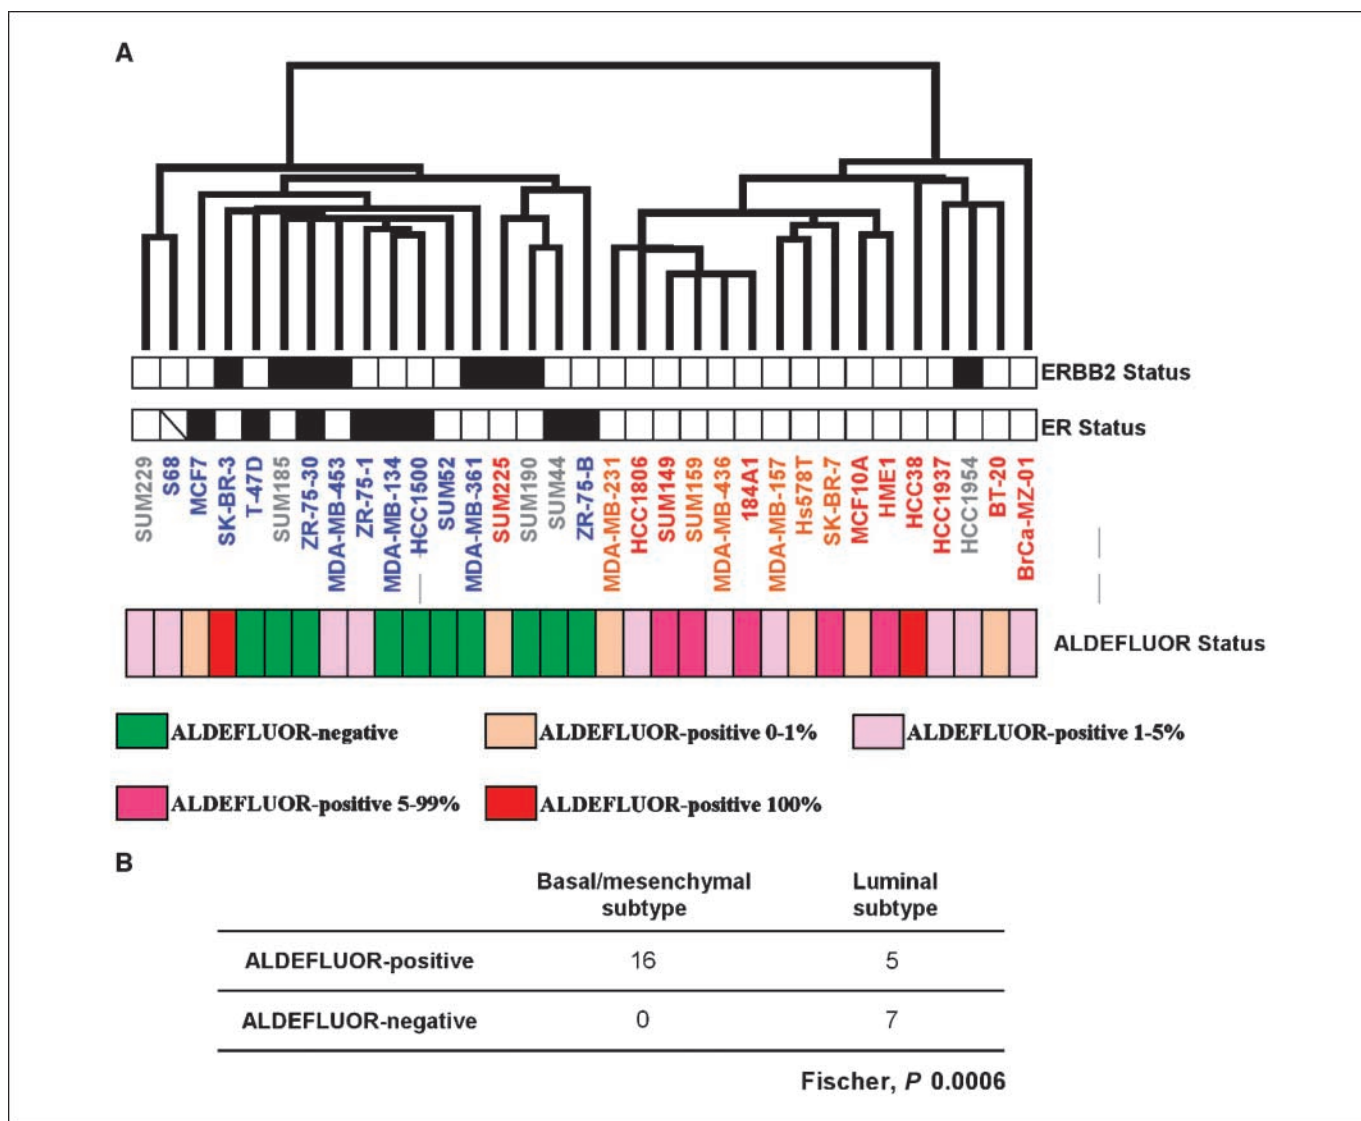 A
ERBB2 Status
ER Status
SUM229
S68
MCF7
SK-BR-3
T-47D
SUM185
ZR-75-30
MDA-MB-453
ZR-75-1
MDA-MB-134
HCC1500
SUM52
MDA-MB-361
SUM225
SUM190
SUM44
ZR-75-B
MDA-MB-231
HCC1806
SUM149
SUM159
MDA-MB-436
184A1
MDA-MB-157
Hs578T
SK-BR-7
MCF10A
HME1
HCC38
HCC1937
HCC1954
BT-20
BrCa-MZ-01
ALDEFLUOR Status
ALDEFLUOR-negative
ALDEFLUOR-positive 0-1%
ALDEFLUOR-positive 1-5%
ALDEFLUOR-positive 5-99%
ALDEFLUOR-positive 100%
B
Basal/mesenchymal subtype
Luminal subtype
ALDEFLUOR-positive 16 5
ALDEFLUOR-negative 0 7
Fischer, P 0.0006